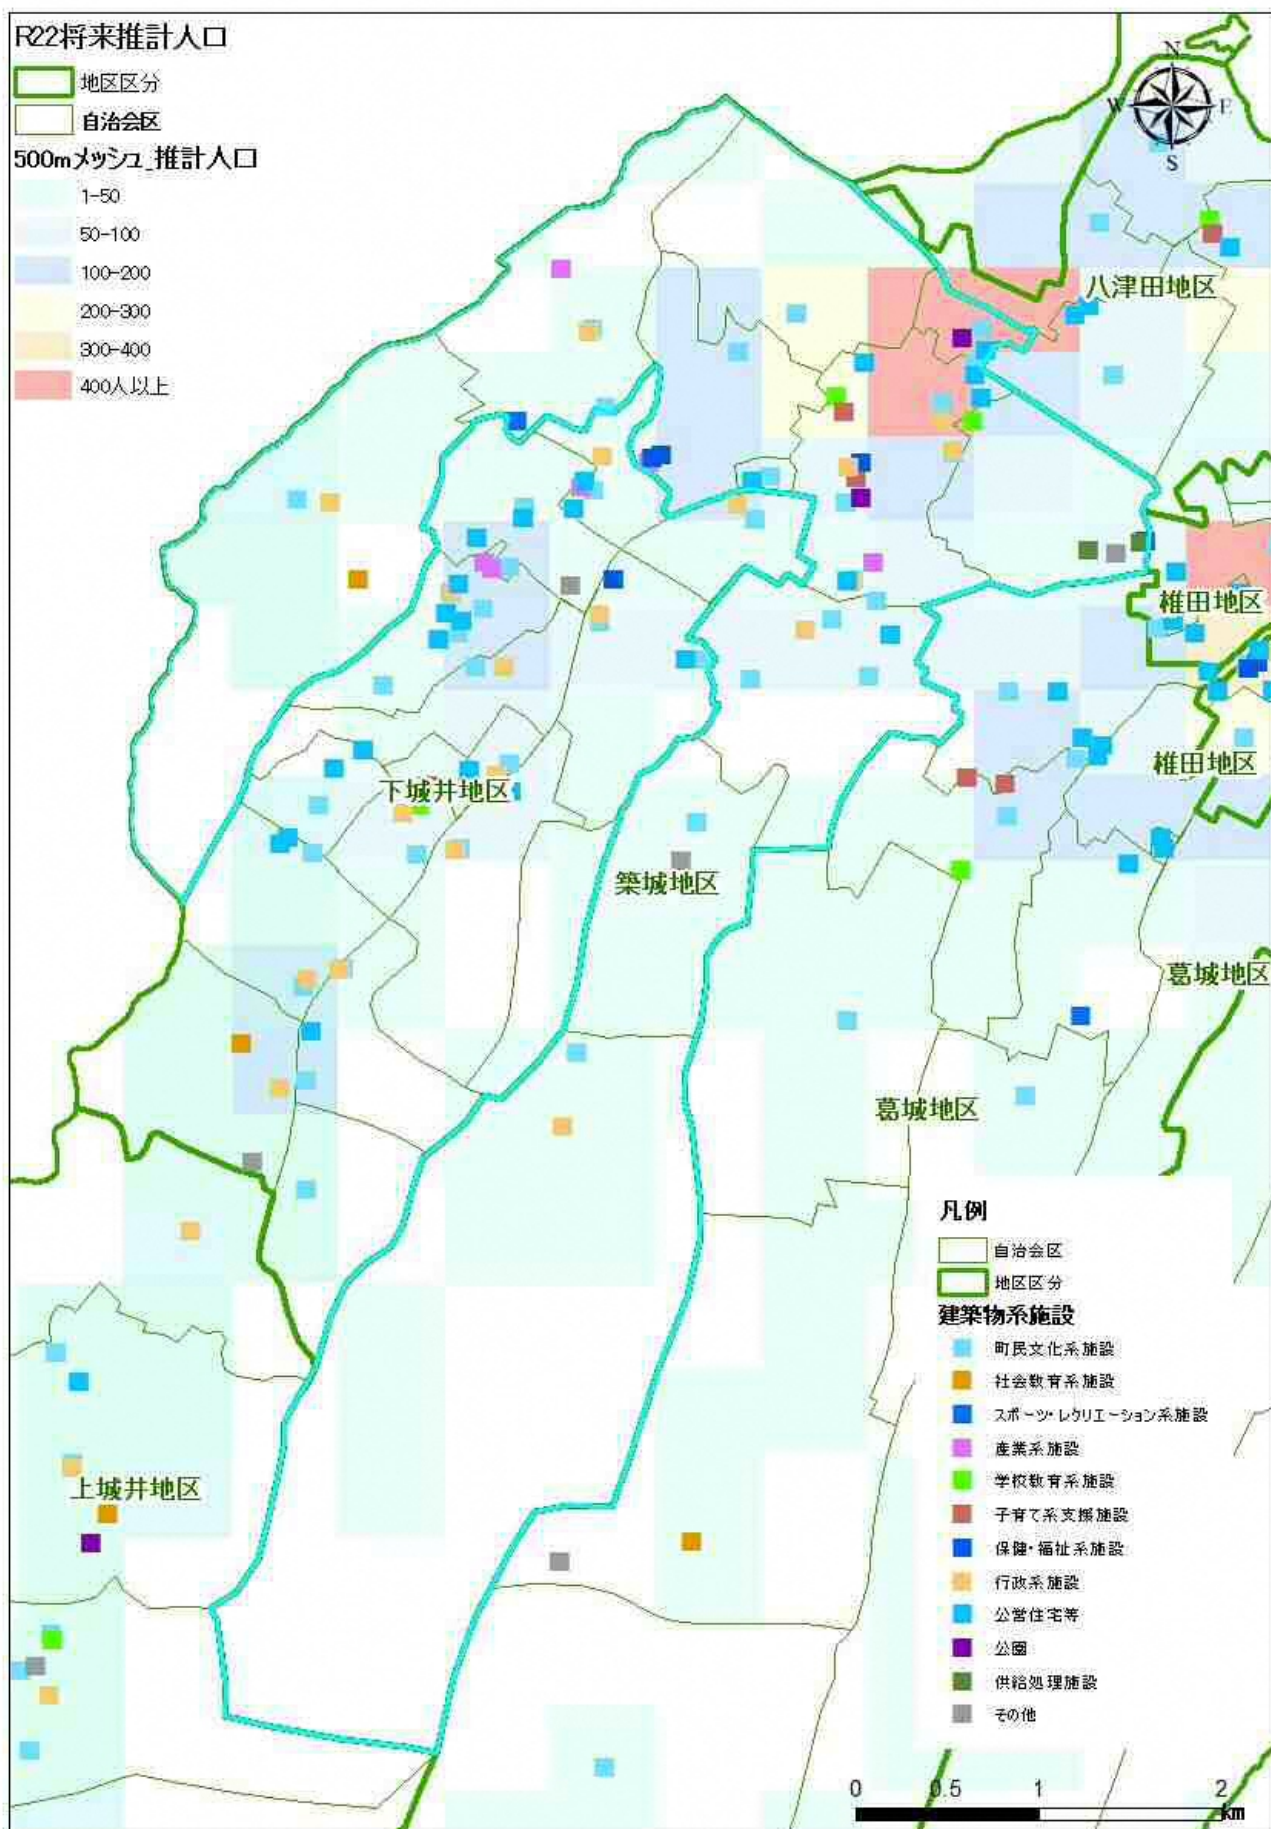 R22将来推計人口
地区区分
自治会区
500mメッシュ_推計人口
1-50
50-100
100-200
200-300
300-400
400人以上
N
W
E
S
八津田地区
椎田地区
椎田地区
下城井地区
築城地区
葛城地区
葛城地区
上城井地区
凡例
自治会区
地区区分
建築物系施設
町民文化系施設
社会教育系施設
スポーツ・レクリエーション系施設
産業系施設
学校教育系施設
子育て系支援施設
保健・福祉系施設
行政系施設
公営住宅等
公園
供給処理施設
その他
0 0.5 1 2
km